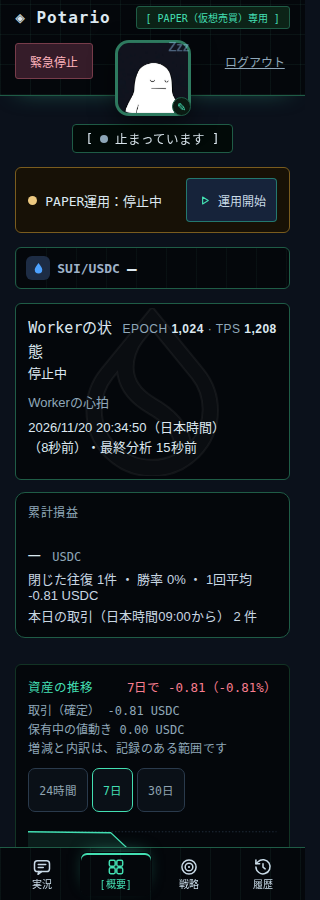 ◈ Potario
[ PAPER（仮想売買）専用 ]
緊急停止
Zzz
ログアウト
[ 止まっています ]
PAPER運用：停止中
運用開始
SUI/USDC —
Workerの状態
EPOCH 1,024 · TPS 1,208
停止中
Workerの心拍
2026/11/20 20:34:50（日本時間）
（8秒前）・最終分析 15秒前
累計損益
— USDC
閉じた往復 1件 ・ 勝率 0% ・ 1回平均
-0.81 USDC
本日の取引（日本時間09:00から） 2 件
資産の推移
7日で -0.81（-0.81%）
取引（確定） -0.81 USDC
保有中の値動き 0.00 USDC
増減と内訳は、記録のある範囲です
24時間
7日
30日
実況
[概要]
戦略
履歴